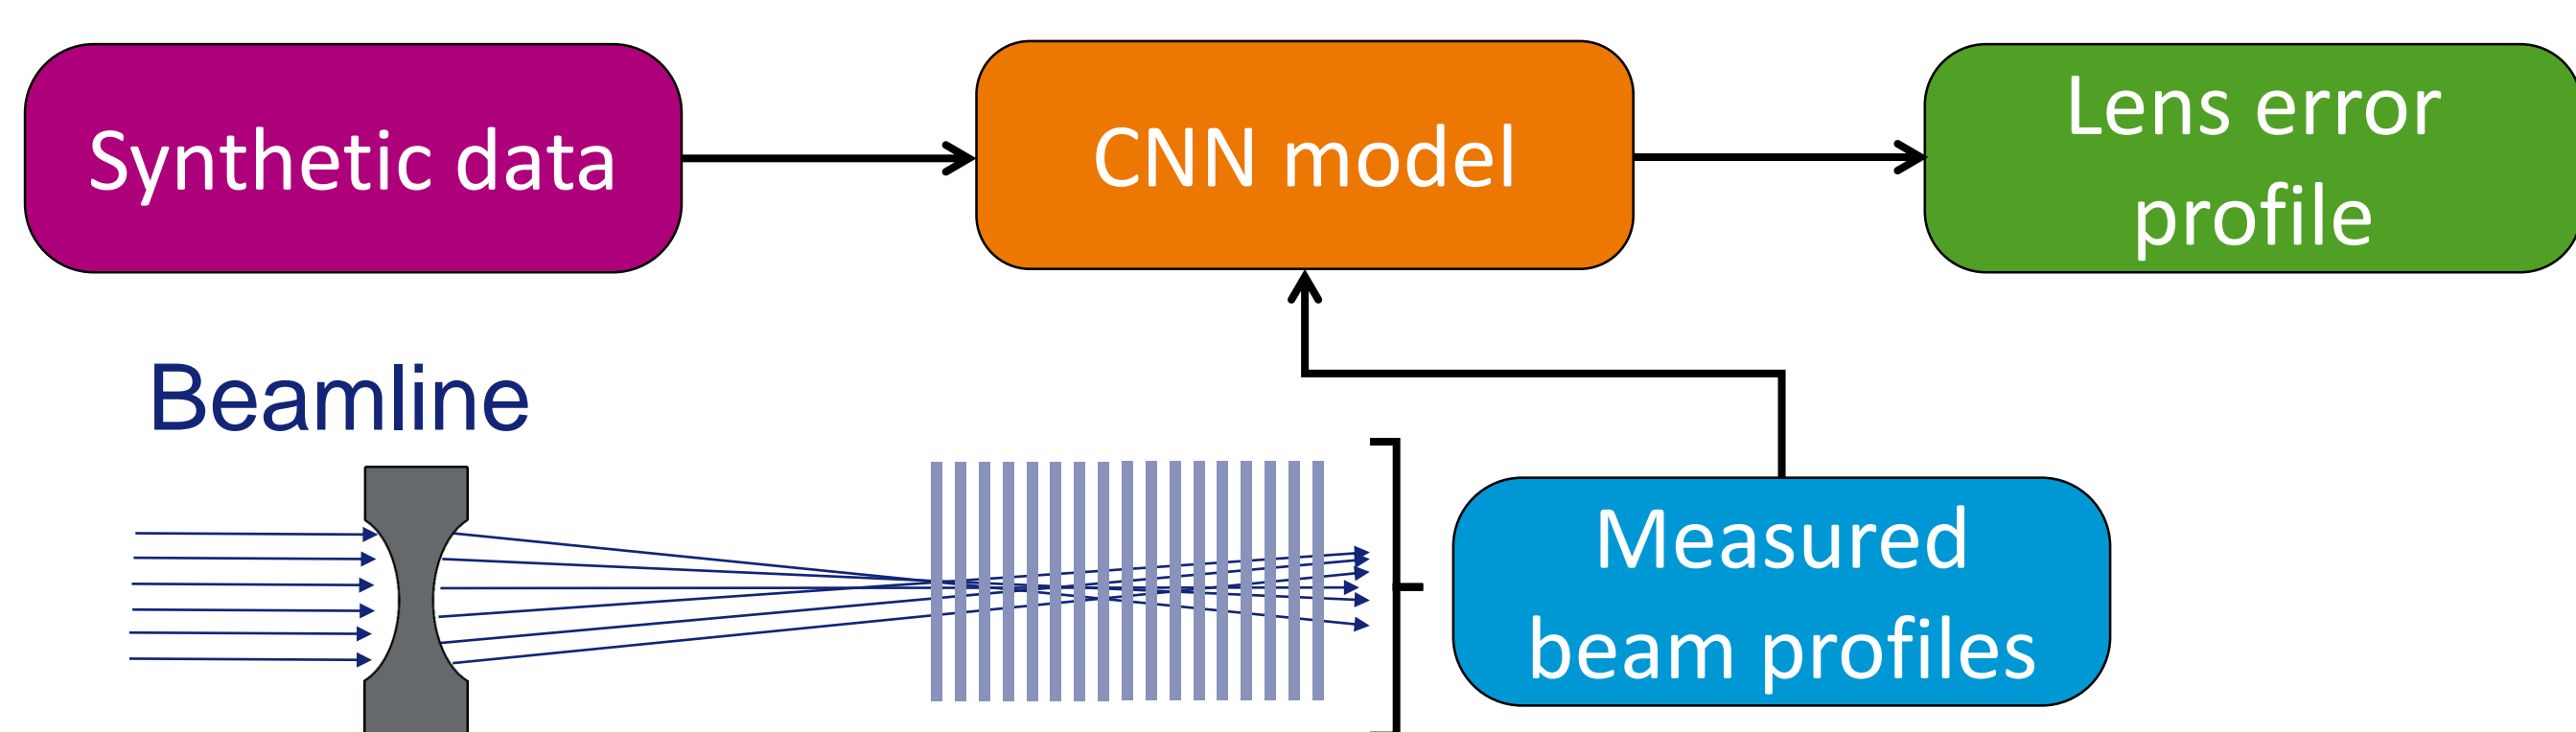 Synthetic data
CNN model
Lens error
profile
Beamline
Measured
beam profiles